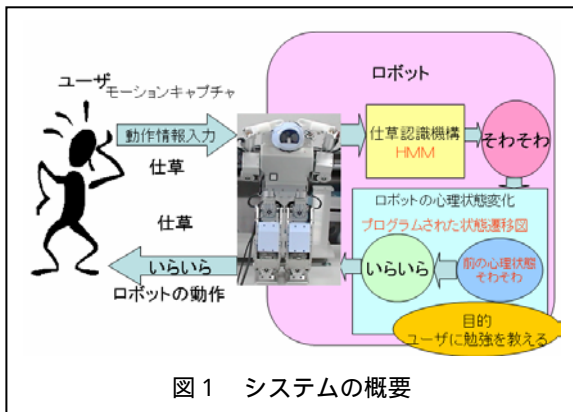 ロボット
ユーザ
モーションキャプチャ
動作情報入力
仕草
仕草認識機構
HMM
そわそわ
ロボットの心理状態変化
プログラムされた状態遷移図
仕草
いらいら
ロボットの動作
いらいら
前の心理状態
そわそわ
目的
ユーザに勉強を教える
図1 システムの概要